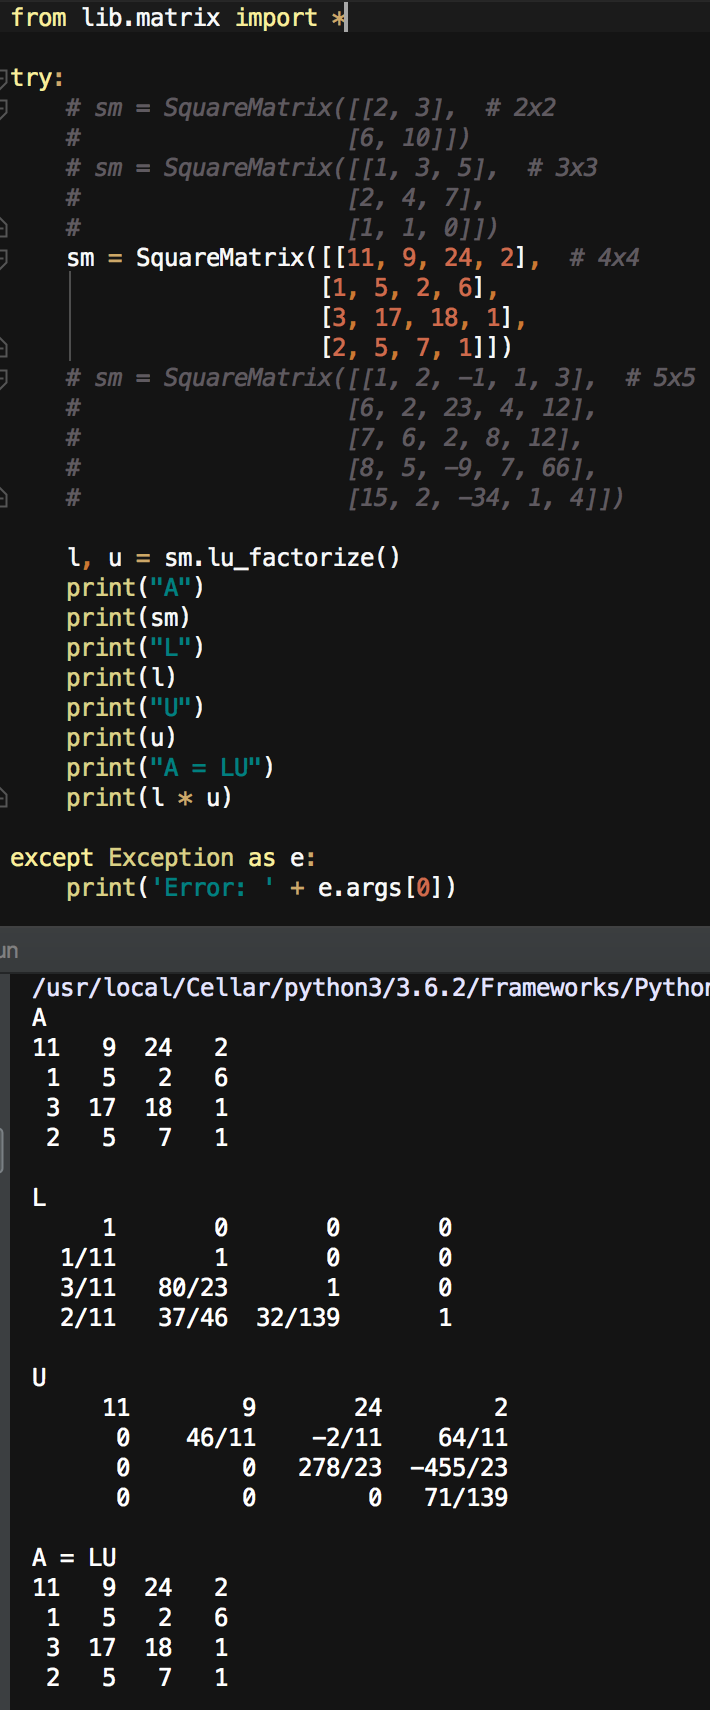 from lib.matrix import *
try:
    # sm = SquareMatrix([[2, 3],  # 2x2
    #                    [6, 10]])
    # sm = SquareMatrix([[1, 3, 5],  # 3x3
    #                    [2, 4, 7],
    #                    [1, 1, 0]])
    sm = SquareMatrix([[11, 9, 24, 2],  # 4x4
                       [1, 5, 2, 6],
                       [3, 17, 18, 1],
                       [2, 5, 7, 1]])
    # sm = SquareMatrix([[1, 2, −1, 1, 3],  # 5x5
    #                    [6, 2, 23, 4, 12],
    #                    [7, 6, 2, 8, 12],
    #                    [8, 5, −9, 7, 66],
    #                    [15, 2, −34, 1, 4]])
    l, u = sm.lu_factorize()
    print("A")
    print(sm)
    print("L")
    print(l)
    print("U")
    print(u)
    print("A = LU")
    print(l * u)
except Exception as e:
    print('Error: ' + e.args[0])
un
/usr/local/Cellar/python3/3.6.2/Frameworks/Python
A
11   9  24   2
 1   5   2   6
 3  17  18   1
 2   5   7   1
L
     1       0       0       0
  1/11       1       0       0
  3/11   80/23       1       0
  2/11   37/46  32/139       1
U
     11        9       24        2
      0    46/11    −2/11    64/11
      0        0   278/23  −455/23
      0        0        0   71/139
A = LU
11   9  24   2
 1   5   2   6
 3  17  18   1
 2   5   7   1